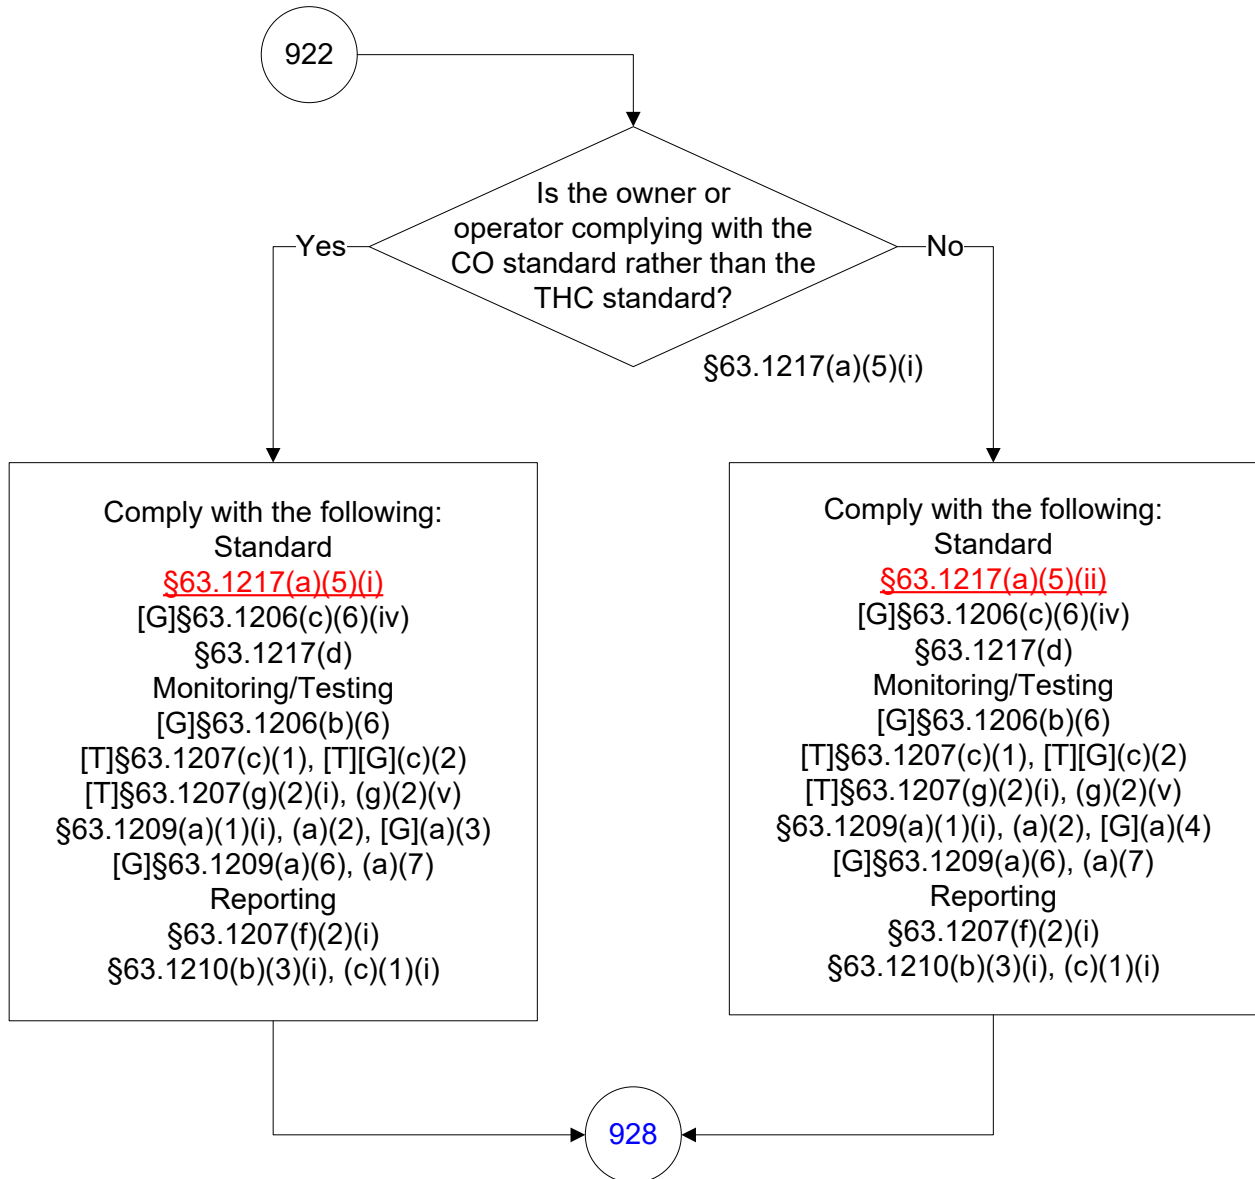 922
Is the owner or
operator complying with the
CO standard rather than the
THC standard?
Yes
No
§63.1217(a)(5)(i)
Comply with the following:
Standard
§63.1217(a)(5)(i)
[G]§63.1206(c)(6)(iv)
§63.1217(d)
Monitoring/Testing
[G]§63.1206(b)(6)
[T]§63.1207(c)(1), [T][G](c)(2)
[T]§63.1207(g)(2)(i), (g)(2)(v)
§63.1209(a)(1)(i), (a)(2), [G](a)(3)
[G]§63.1209(a)(6), (a)(7)
Reporting
§63.1207(f)(2)(i)
§63.1210(b)(3)(i), (c)(1)(i)
Comply with the following:
Standard
§63.1217(a)(5)(ii)
[G]§63.1206(c)(6)(iv)
§63.1217(d)
Monitoring/Testing
[G]§63.1206(b)(6)
[T]§63.1207(c)(1), [T][G](c)(2)
[T]§63.1207(g)(2)(i), (g)(2)(v)
§63.1209(a)(1)(i), (a)(2), [G](a)(4)
[G]§63.1209(a)(6), (a)(7)
Reporting
§63.1207(f)(2)(i)
§63.1210(b)(3)(i), (c)(1)(i)
928